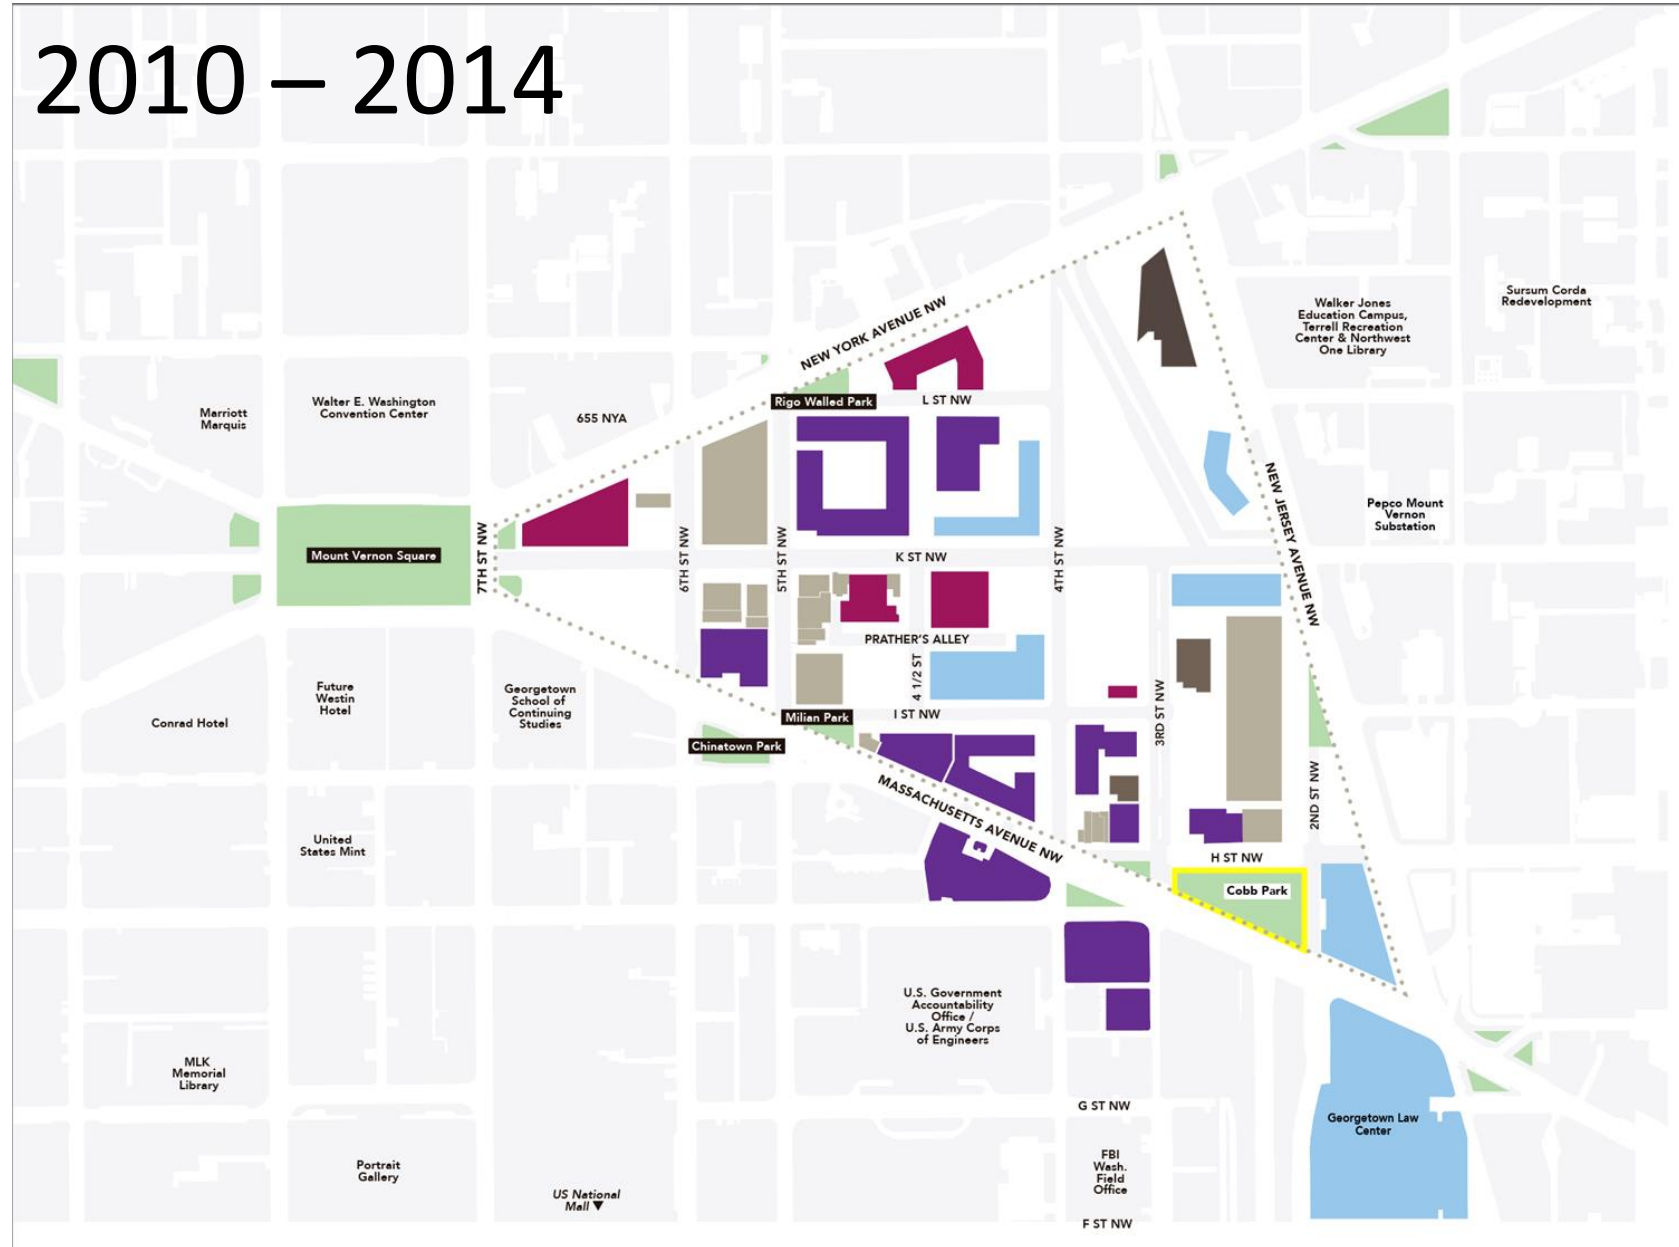 2010 – 2014
NEW YORK AVENUE NW
Sursum Corda
Redevelopment
Walker Jones
Education Campus,
Terrell Recreation
Center & Northwest
One Library
Marriott
Marquis
Walter E. Washington
Convention Center
655 NYA
Rigo Walled Park
L ST NW
NEW JERSEY AVENUE NW
Pepco Mount
Vernon
Substation
Mount Vernon Square
7TH ST NW
6TH ST NW
5TH ST NW
K ST NW
4TH ST NW
PRATHER'S ALLEY
4 1/2 ST
I ST NW
3RD ST NW
2ND ST NW
Conrad Hotel
Future
Westin
Hotel
Georgetown
School of
Continuing
Studies
Milian Park
Chinatown Park
MASSACHUSETTS AVENUE NW
United
States Mint
H ST NW
Cobb Park
U.S. Government
Accountability
Office /
U.S. Army Corps
of Engineers
MLK
Memorial
Library
G ST NW
Georgetown Law
Center
Portrait
Gallery
US National
Mall ▼
FBI
Wash.
Field
Office
F ST NW